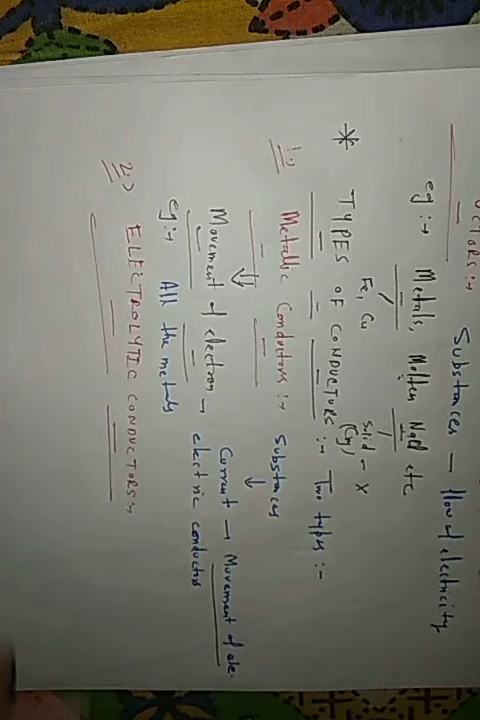 UCTORS :→ Substances — flow of electricity,
eg :→ Metals, Molten NaCl etc
Fe, Cu. Solid – X
* TYPES OF CONDUCTORS :→ Two types :-
1.) Metallic Conductors :→ Substances
Current → Movement of ele.
Movement of electron → electric conductors
eg :→ All the metals
2.) ELECTROLYTIC CONDUCTORS :→